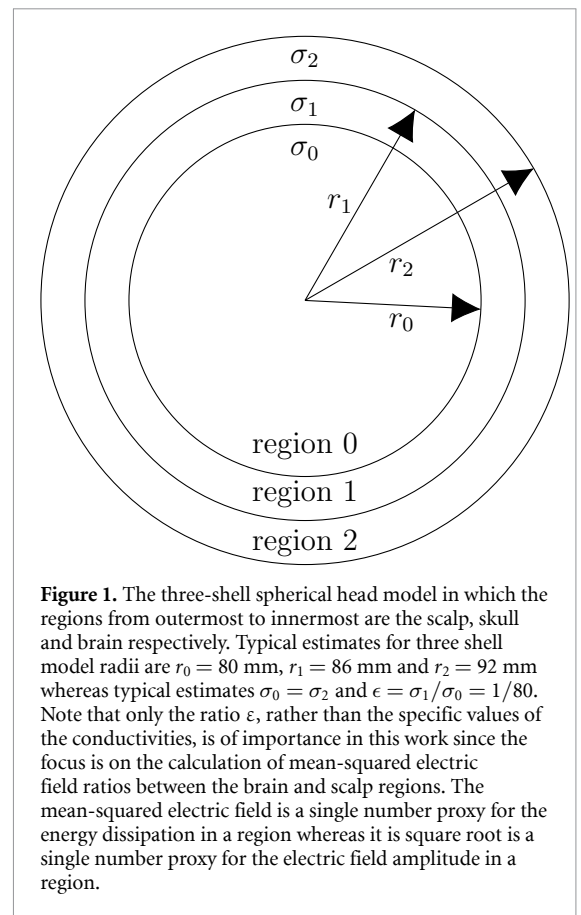 σ₂
σ₁
σ₀
r₁
r₂
r₀
region 0
region 1
region 2
Figure 1. The three-shell spherical head model in which the
regions from outermost to innermost are the scalp, skull
and brain respectively. Typical estimates for three shell
model radii are r₀ = 80 mm, r₁ = 86 mm and r₂ = 92 mm
whereas typical estimates σ₀ = σ₂ and ϵ = σ₁/σ₀ = 1/80.
Note that only the ratio ε, rather than the specific values of
the conductivities, is of importance in this work since the
focus is on the calculation of mean-squared electric
field ratios between the brain and scalp regions. The
mean-squared electric field is a single number proxy for the
energy dissipation in a region whereas it is square root is a
single number proxy for the electric field amplitude in a
region.